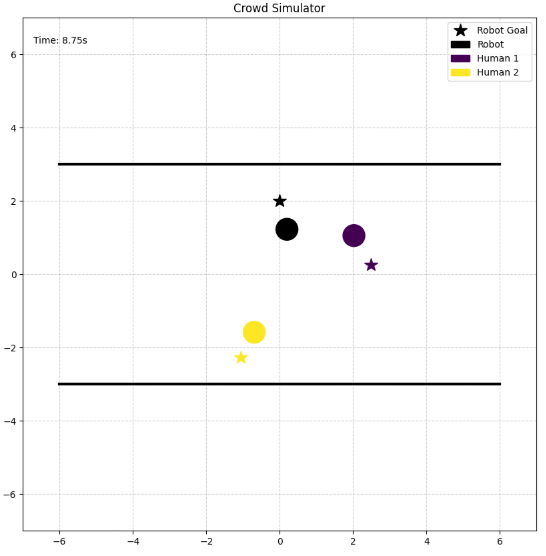 Crowd Simulator
Time: 8.75s
Robot Goal
Robot
Human 1
Human 2
6
4
2
0
−2
−4
−6
−6 −4 −2 0 2 4 6